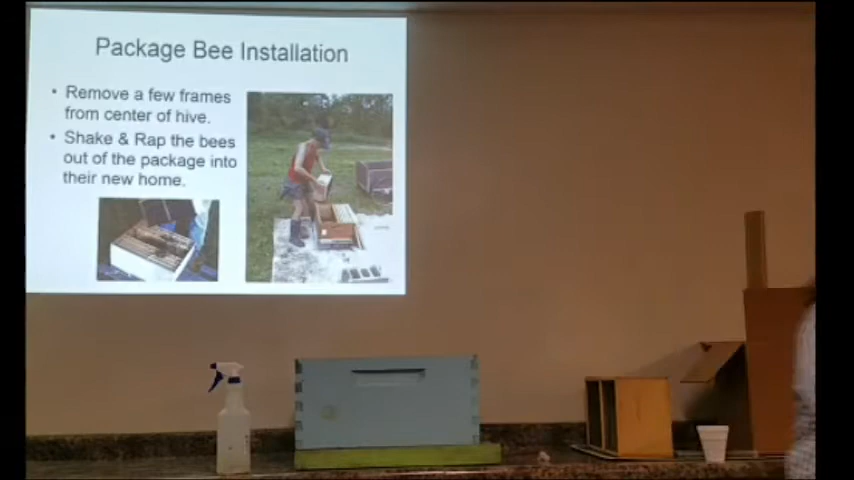 Package Bee Installation
• Remove a few frames
from center of hive.
• Shake & Rap the bees
out of the package into
their new home.